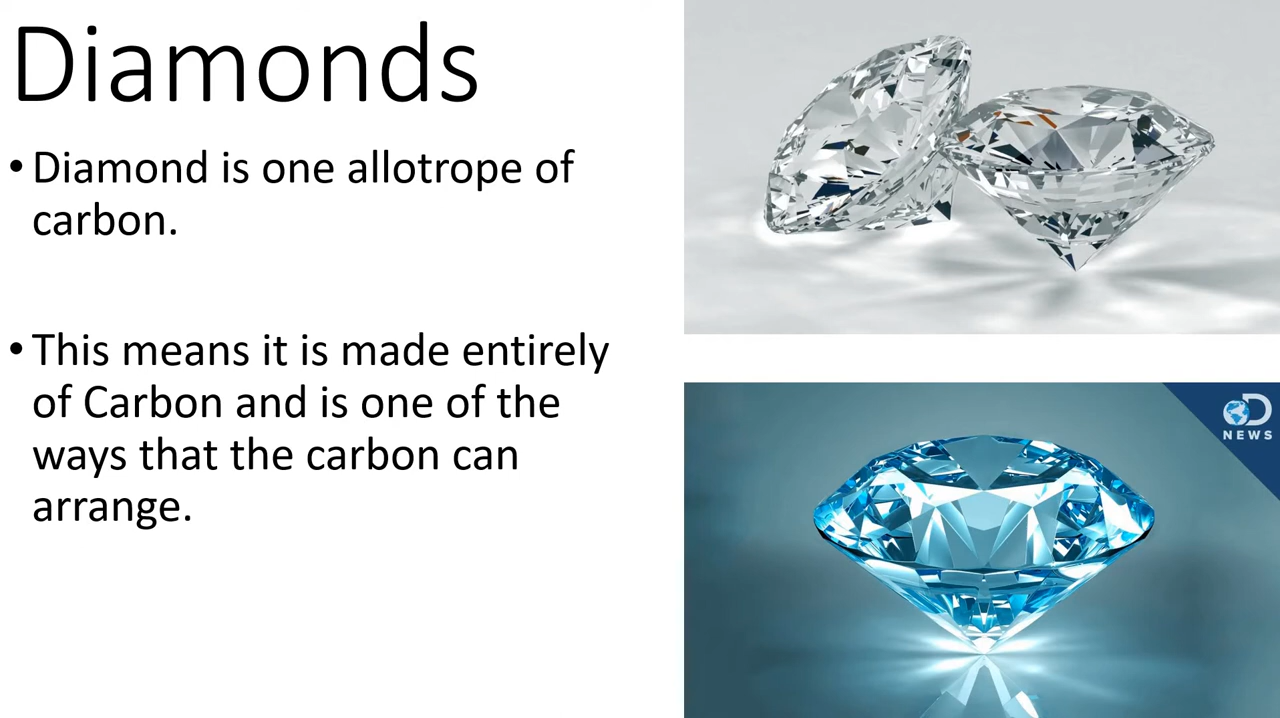 Diamonds
• Diamond is one allotrope of
carbon.
• This means it is made entirely
of Carbon and is one of the
ways that the carbon can
arrange.
D
NEWS